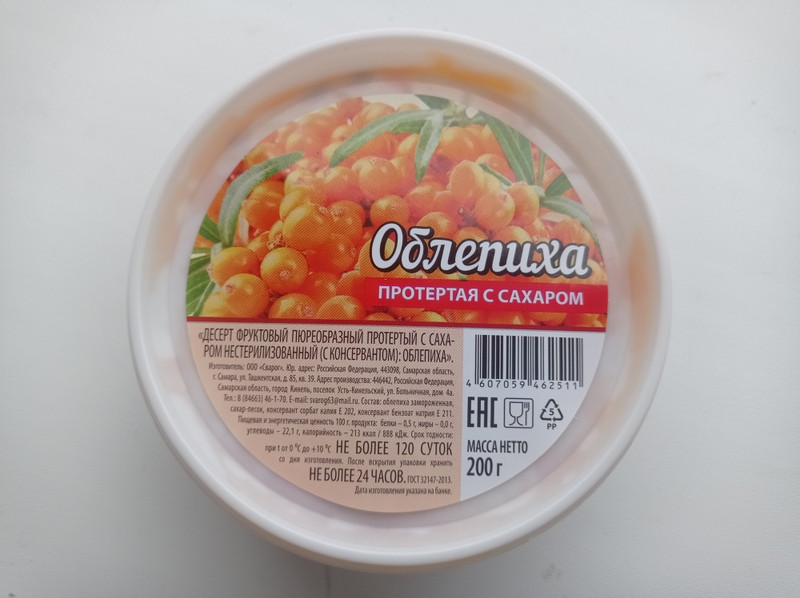 Облепиха
ПРОТЕРТАЯ С САХАРОМ
«ДЕСЕРТ ФРУКТОВЫЙ ПЮРЕОБРАЗНЫЙ ПРОТЕРТЫЙ С САХА-
РОМ НЕСТЕРИЛИЗОВАННЫЙ (С КОНСЕРВАНТОМ): ОБЛЕПИХА».
Изготовитель: ООО «Сварог». Юр. адрес: Российская Федерация, 443098, Самарская область,
г. Самара, ул. Ташкентская, д. 85, кв. 39. Адрес производства: 446442, Российская Федерация,
Самарская область, город Кинель, поселок Усть-Кинельский, ул. Больничная, дом 4а.
Тел.: 8 (84663) 46-1-70. E-mail: svarog63@mail.ru. Состав: облепиха замороженная,
сахар-песок, консервант сорбат калия Е 202, консервант бензоат натрия Е 211.
Пищевая и энергетическая ценность 100 г. продукта: белки – 0,5 г, жиры – 0,0 г,
углеводы – 22,1 г, калорийность – 213 ккал / 888 кДж. Срок годности:
при t от 0 °С до +10 °С НЕ БОЛЕЕ 120 СУТОК
со дня изготовления. После вскрытия упаковки хранить
НЕ БОЛЕЕ 24 ЧАСОВ. ГОСТ 32147-2013.
Дата изготовления указана на банке.
4 607059 462511
ЕАС
5
PP
МАССА НЕТТО
200 г